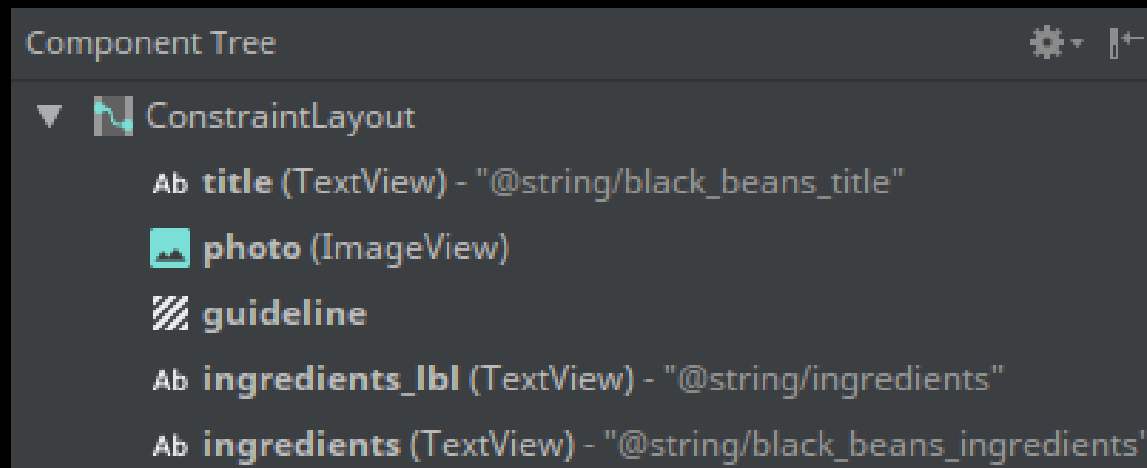 Component Tree
ConstraintLayout
Ab title (TextView) - "@string/black_beans_title"
photo (ImageView)
guideline
Ab ingredients_lbl (TextView) - "@string/ingredients"
Ab ingredients (TextView) - "@string/black_beans_ingredients"